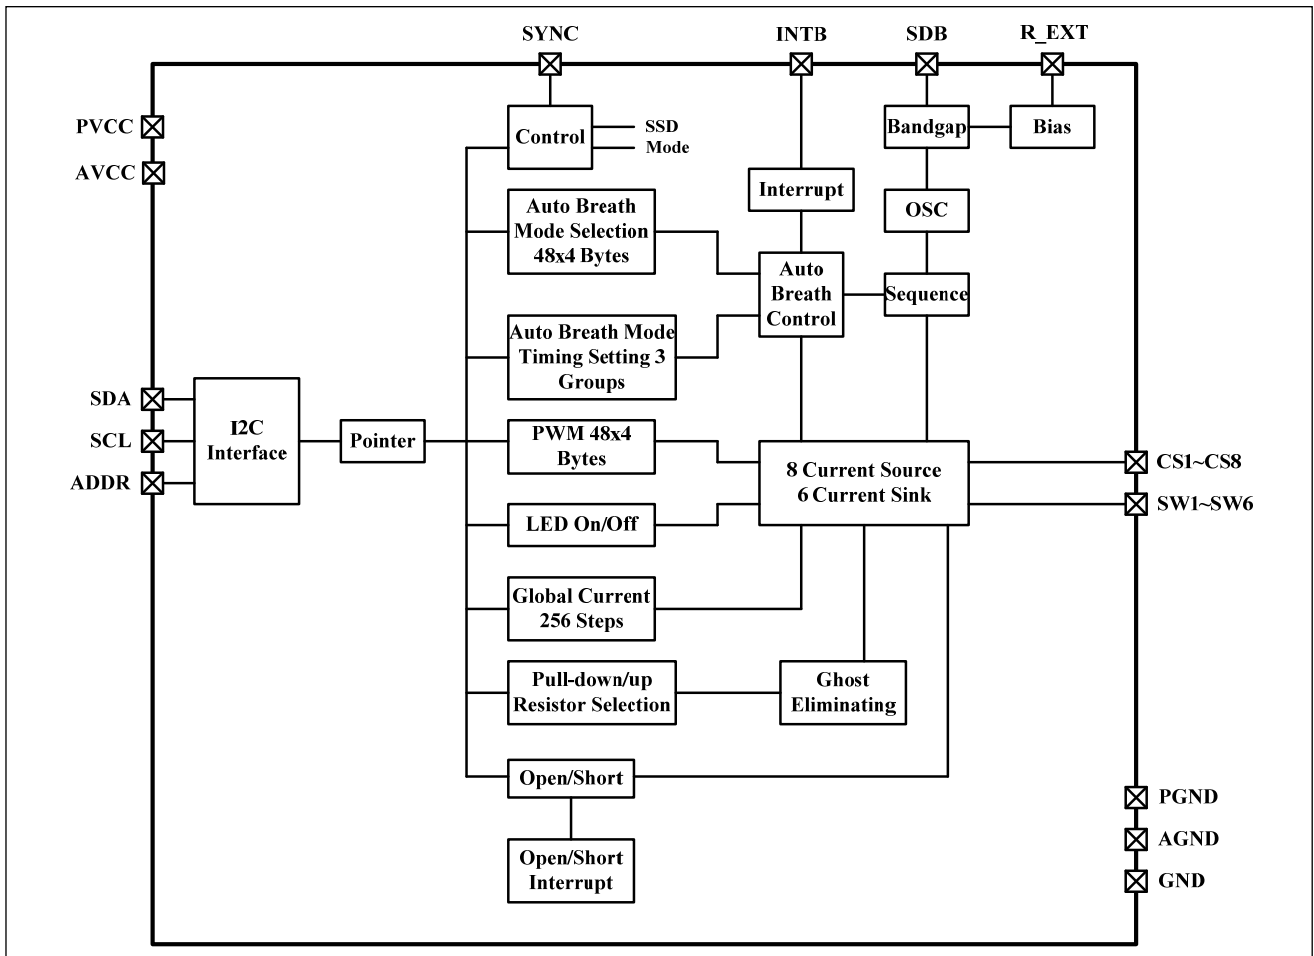 SYNC
INTB
SDB
R_EXT
PVCC
AVCC
Control
SSD
Mode
Bandgap
Bias
Interrupt
Auto Breath
Mode Selection
48x4 Bytes
OSC
Auto
Breath
Control
Sequence
Auto Breath Mode
Timing Setting 3
Groups
SDA
SCL
ADDR
I2C
Interface
Pointer
PWM 48x4
Bytes
8 Current Source
6 Current Sink
CS1~CS8
SW1~SW6
LED On/Off
Global Current
256 Steps
Pull-down/up
Resistor Selection
Ghost
Eliminating
Open/Short
Open/Short
Interrupt
PGND
AGND
GND